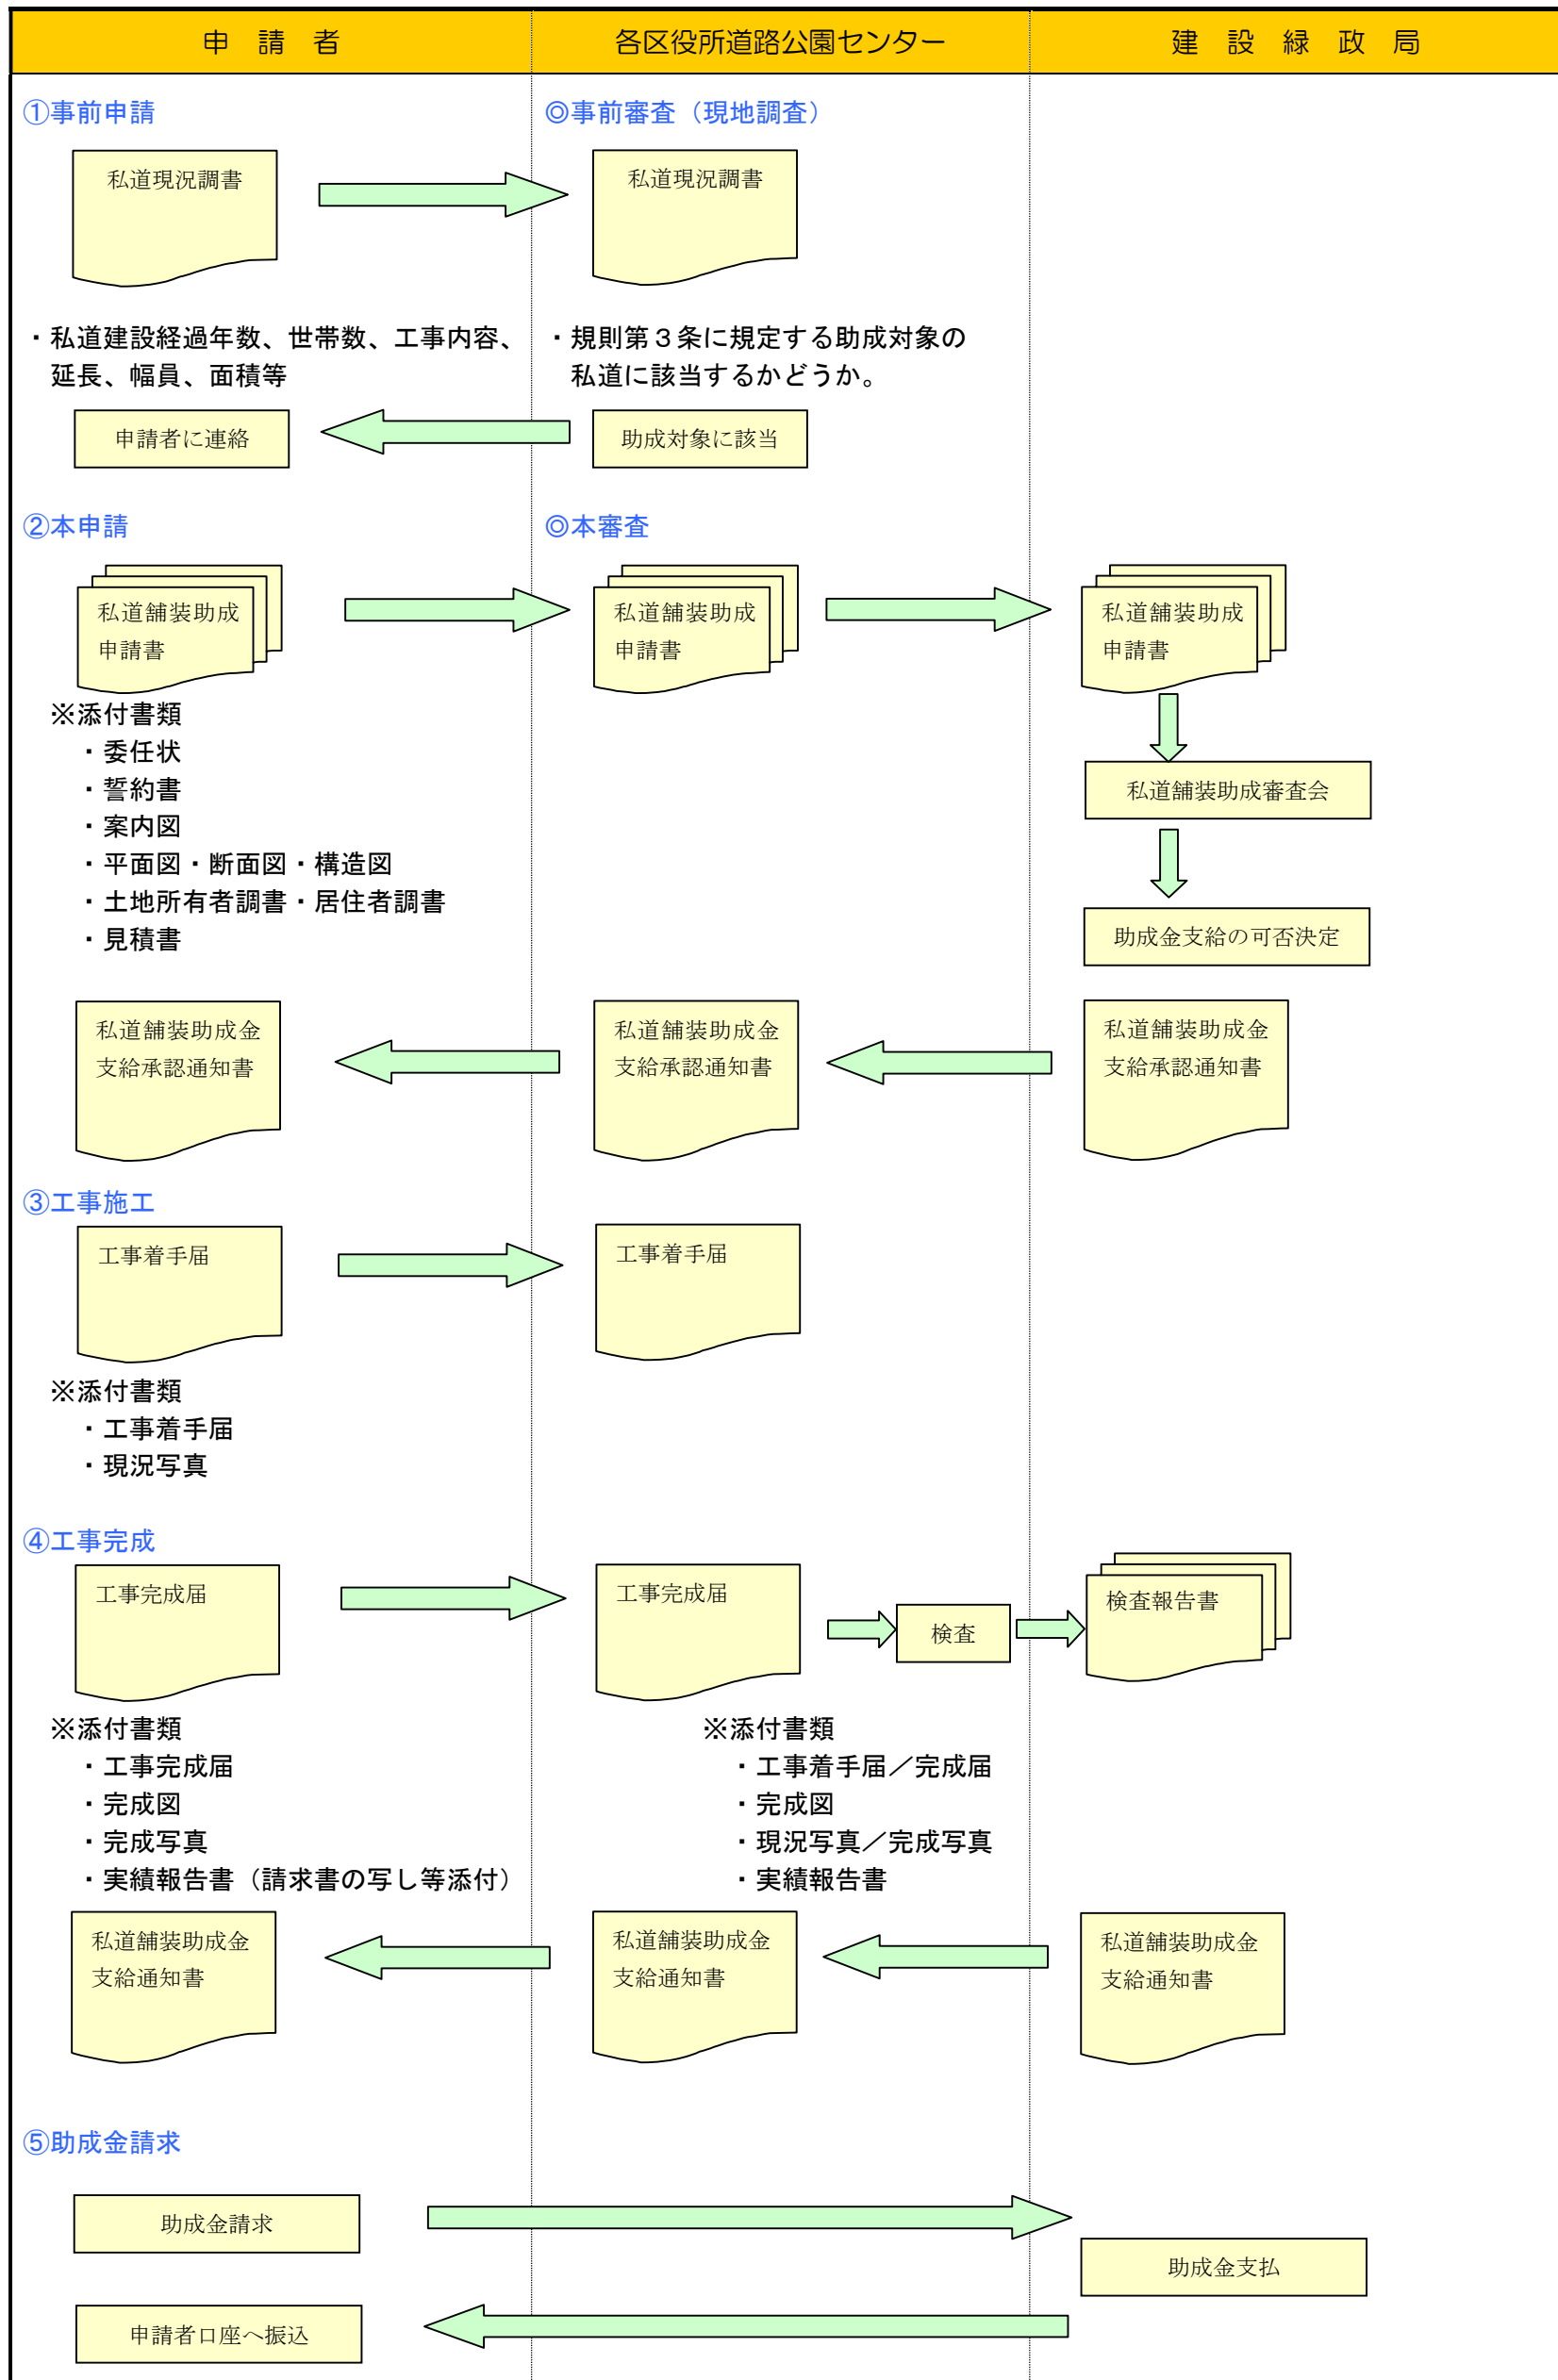 申　請　者
各区役所道路公園センター
建　設　緑　政　局
①事前申請
◎事前審査（現地調査）
私道現況調書
私道現況調書
・私道建設経過年数、世帯数、工事内容、
延長、幅員、面積等
・規則第３条に規定する助成対象の
私道に該当するかどうか。
申請者に連絡
助成対象に該当
②本申請
◎本審査
私道舗装助成
申請書
私道舗装助成
申請書
私道舗装助成
申請書
※添付書類
・委任状
・誓約書
・案内図
・平面図・断面図・構造図
・土地所有者調書・居住者調書
・見積書
私道舗装助成審査会
助成金支給の可否決定
私道舗装助成金
支給承認通知書
私道舗装助成金
支給承認通知書
私道舗装助成金
支給承認通知書
③工事施工
工事着手届
工事着手届
※添付書類
・工事着手届
・現況写真
④工事完成
工事完成届
工事完成届
検査
検査報告書
※添付書類
・工事完成届
・完成図
・完成写真
・実績報告書（請求書の写し等添付）
※添付書類
・工事着手届／完成届
・完成図
・現況写真／完成写真
・実績報告書
私道舗装助成金
支給通知書
私道舗装助成金
支給通知書
私道舗装助成金
支給通知書
⑤助成金請求
助成金請求
助成金支払
申請者口座へ振込